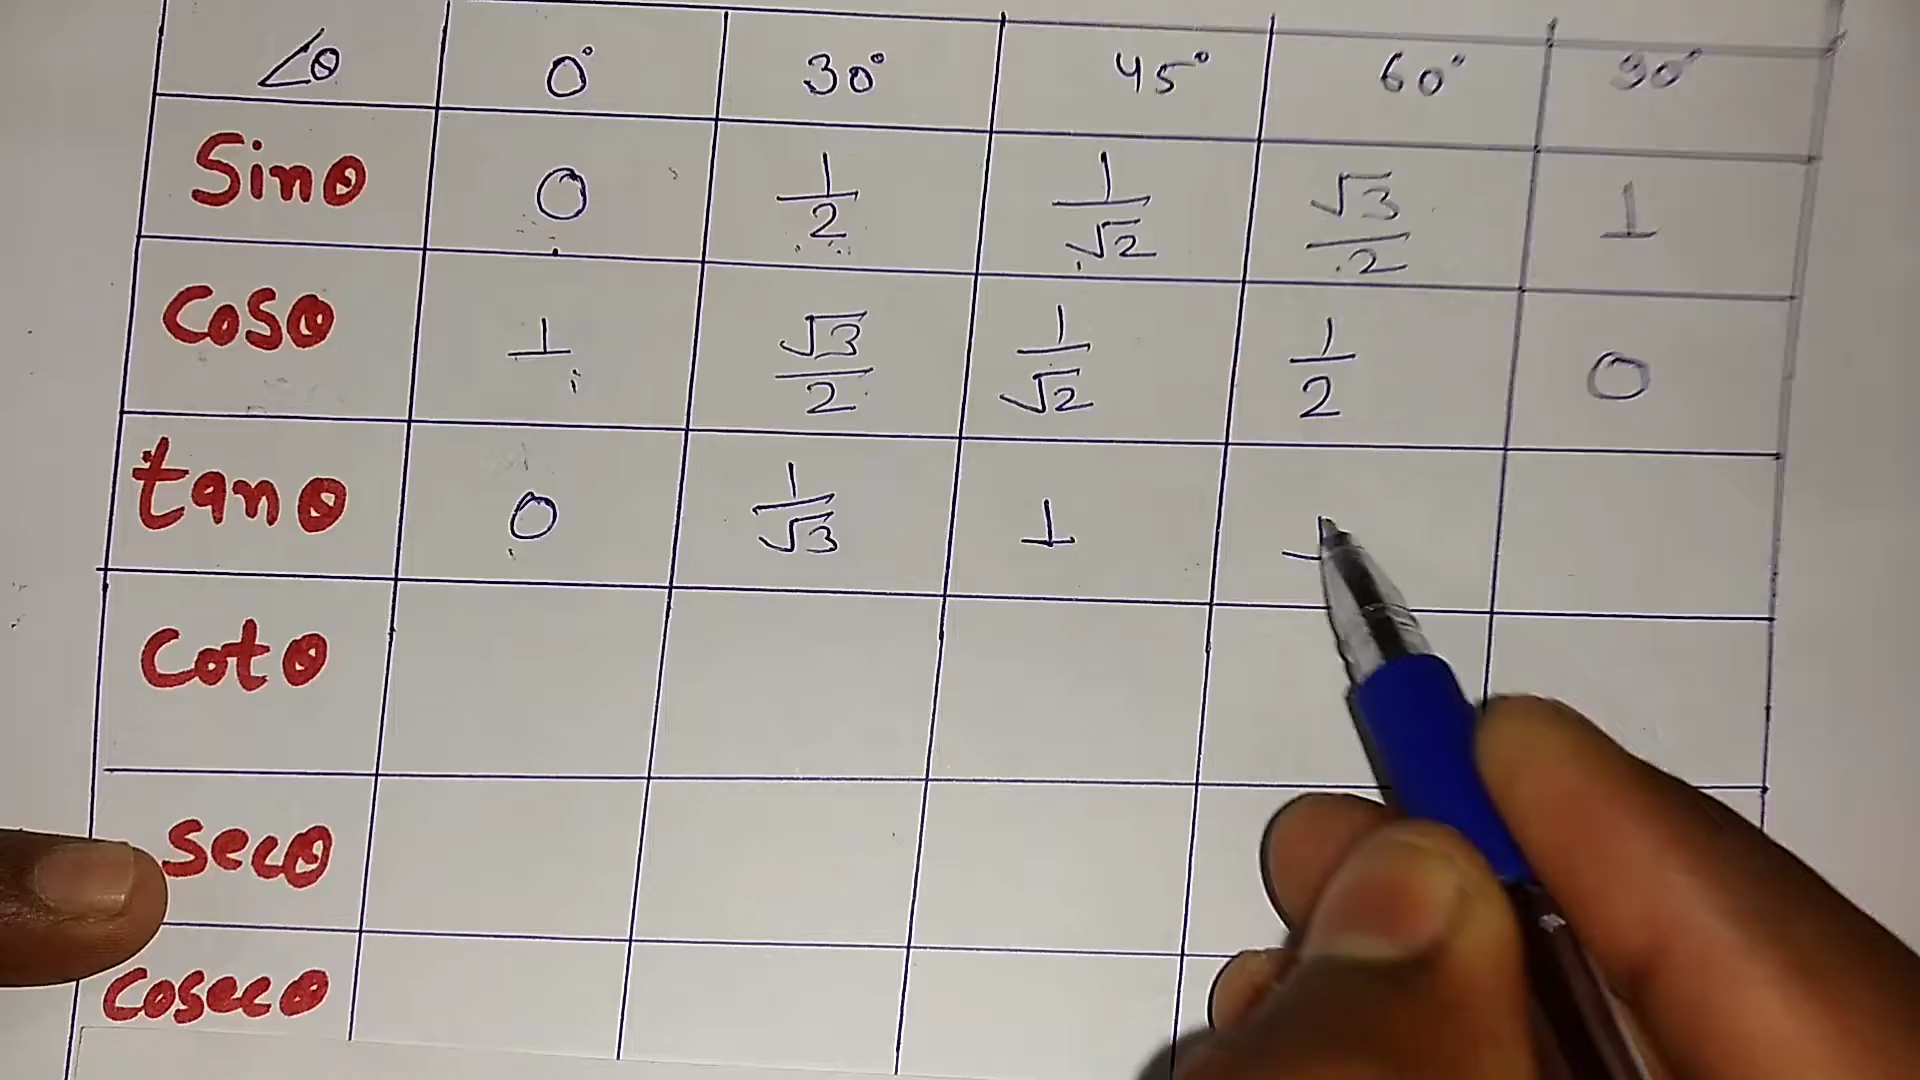 ∠θ 0° 30° 45° 60° 90°
Sinθ 0 1/2 1/√2 √3/2 1
Cosθ 1 √3/2 1/√2 1/2 0
tanθ 0 1/√3 1
Cotθ
secθ
Cosecθ